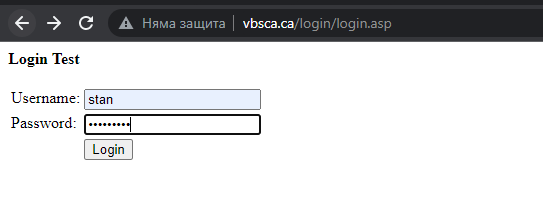 Няма защита vbsca.ca/login/login.asp
Login Test
Username: stan
Password: •••••••••
Login